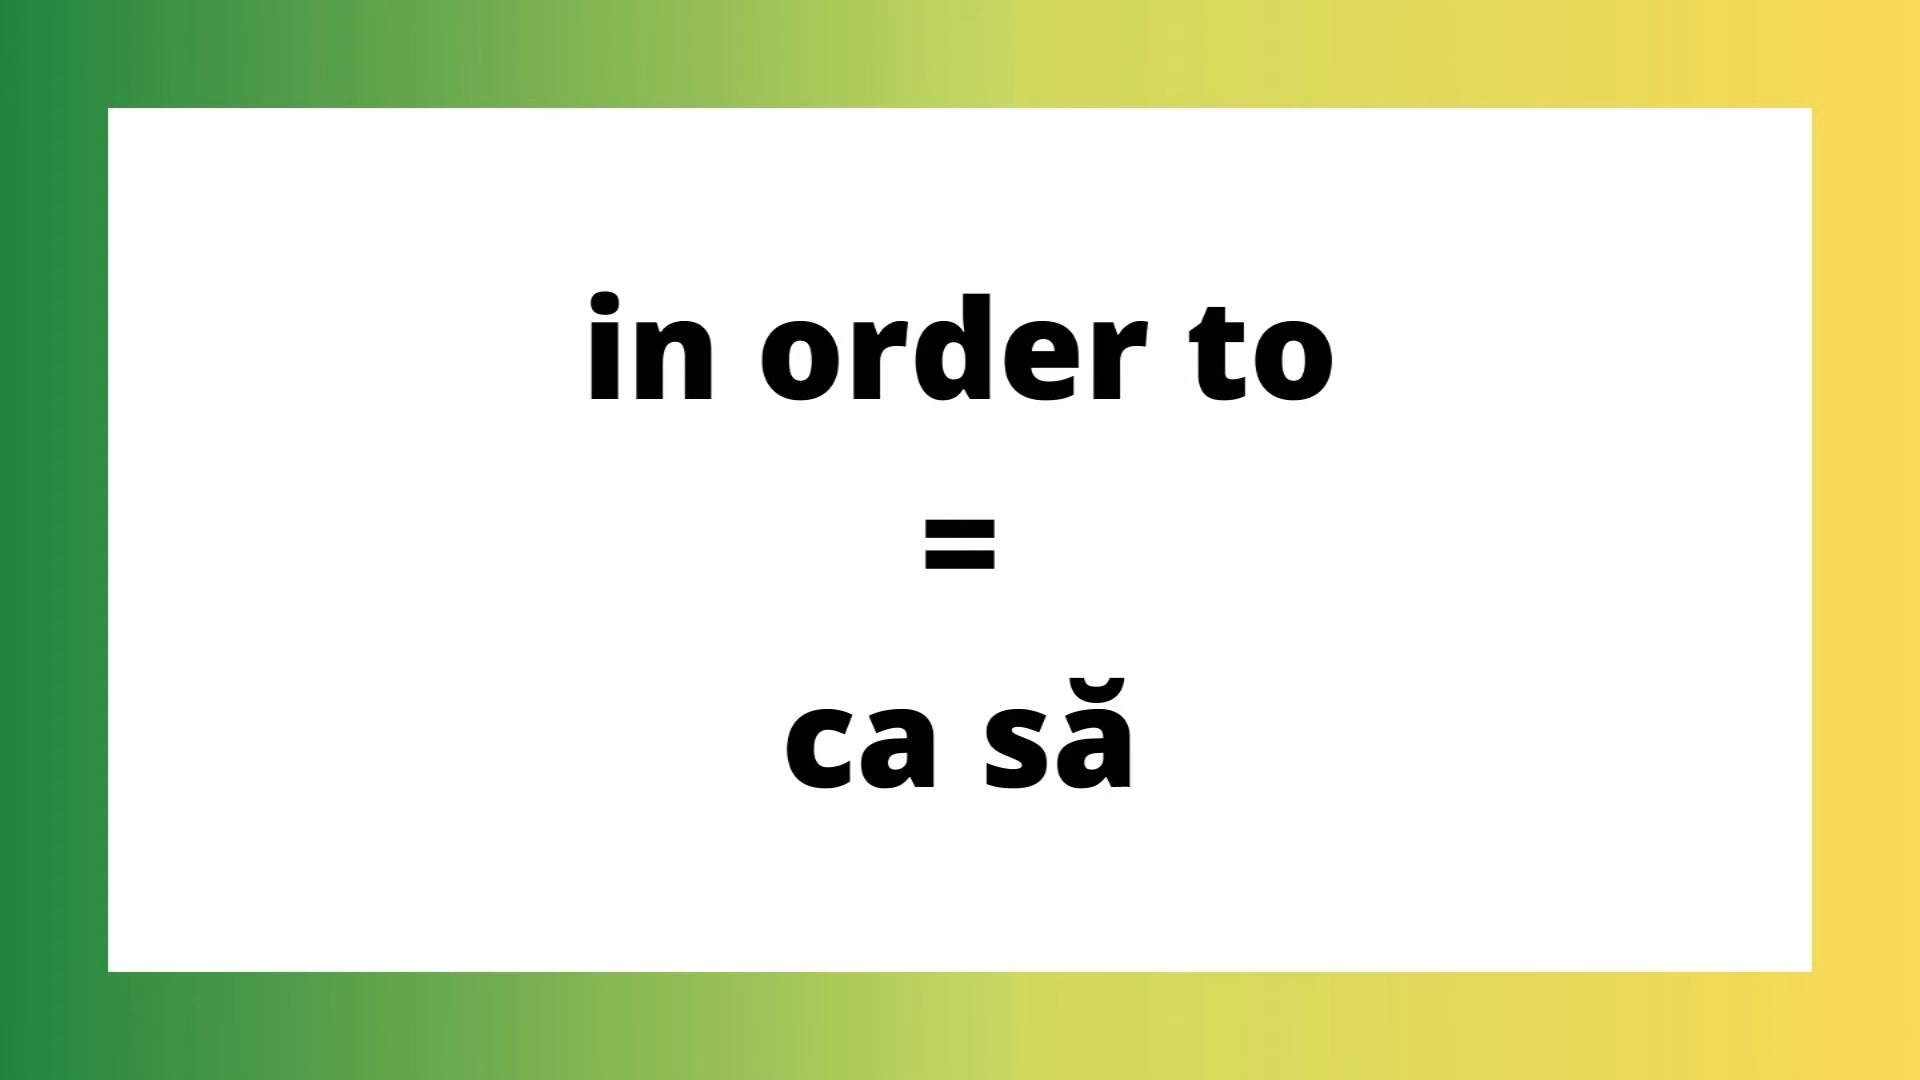 in order to
=
ca să